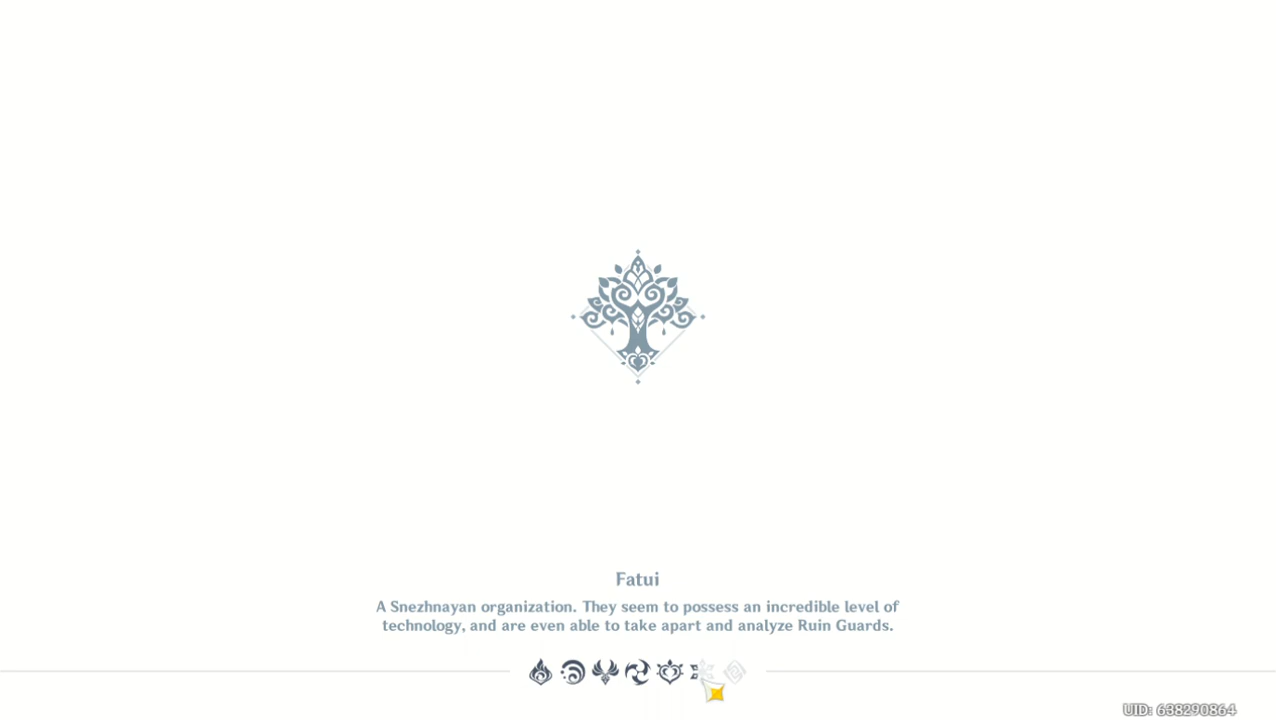 Fatui
A Snezhnayan organization. They seem to possess an incredible level of
technology, and are even able to take apart and analyze Ruin Guards.
UID: 638290864